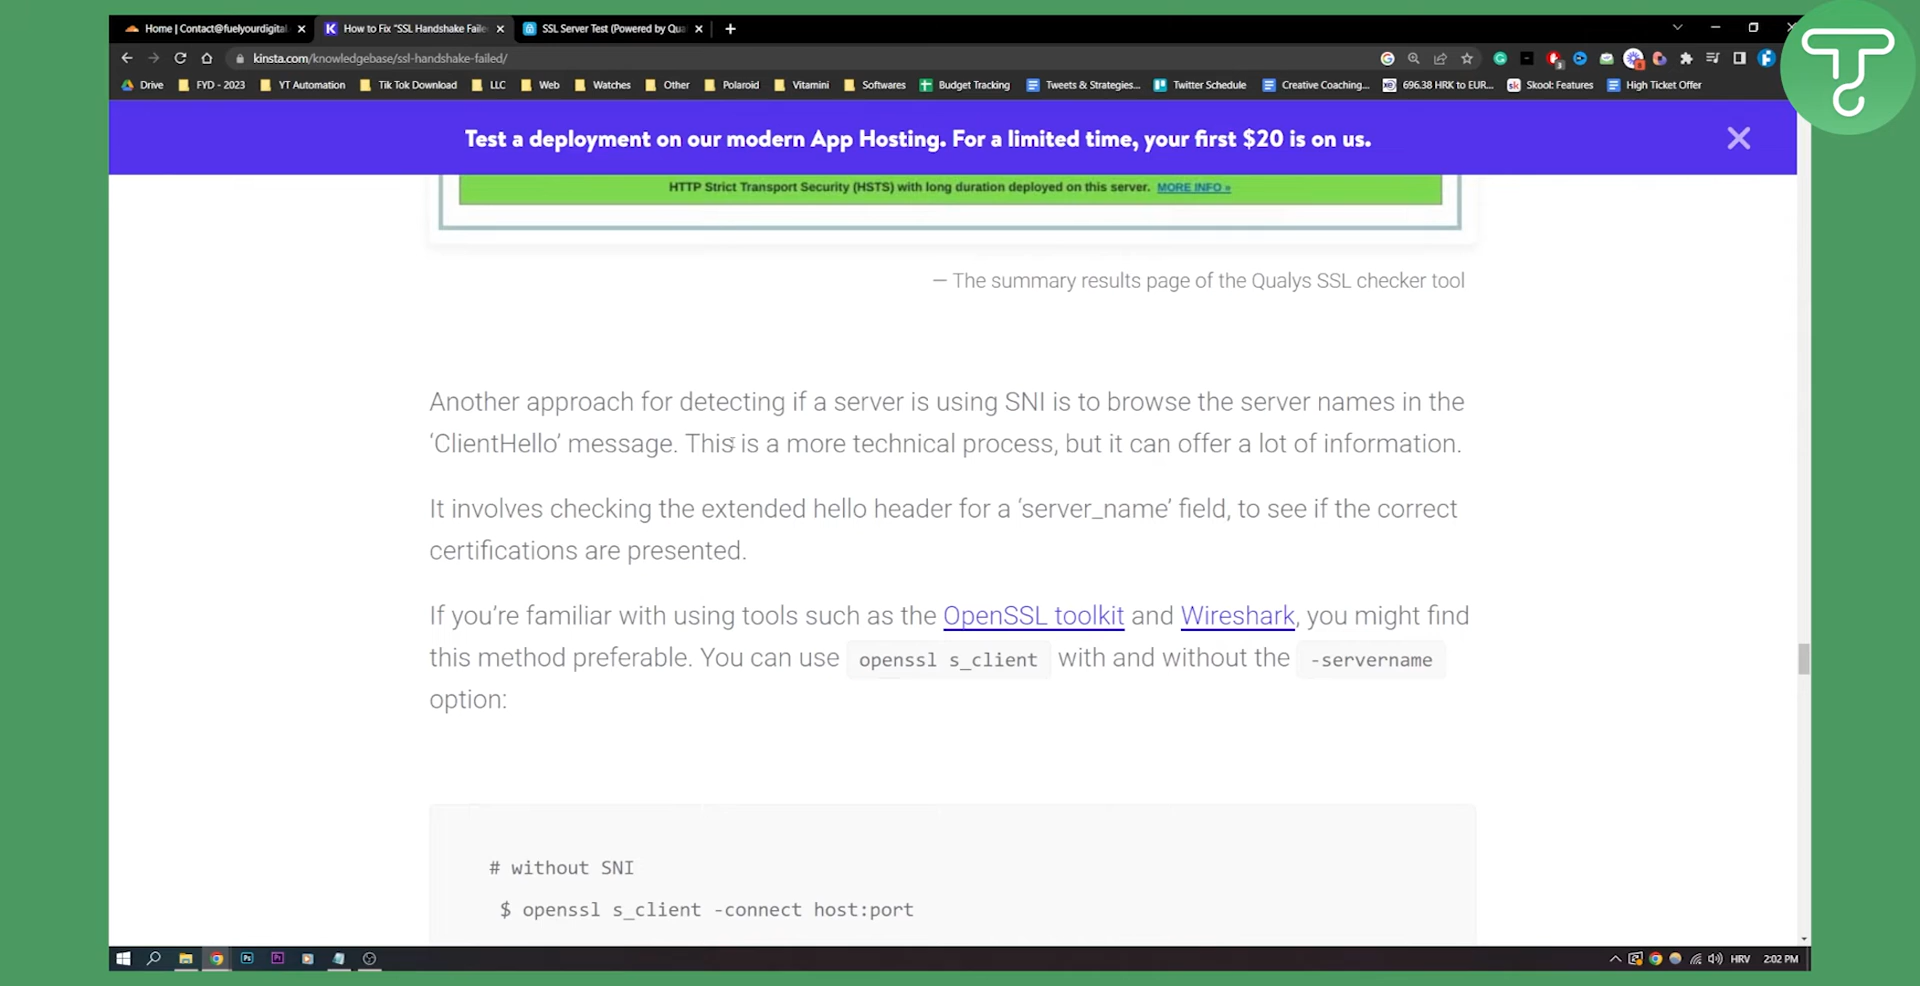 Home | Contact@fuelyourdigital
How to Fix "SSL Handshake Faile
SSL Server Test (Powered by Qua
kinsta.com/knowledgebase/ssl-handshake-failed/
Drive
FYD - 2023
YT Automation
Tik Tok Download
LLC
Web
Watches
Other
Polaroid
Vitamini
Softwares
Budget Tracking
Tweets & Strategies...
Twitter Schedule
Creative Coaching...
696.38 HRK to EUR...
Skool: Features
High Ticket Offer
Test a deployment on our modern App Hosting. For a limited time, your first $20 is on us.
HTTP Strict Transport Security (HSTS) with long duration deployed on this server. MORE INFO »
— The summary results page of the Qualys SSL checker tool
Another approach for detecting if a server is using SNI is to browse the server names in the
‘ClientHello’ message. This is a more technical process, but it can offer a lot of information.
It involves checking the extended hello header for a ‘server_name’ field, to see if the correct
certifications are presented.
If you’re familiar with using tools such as the OpenSSL toolkit and Wireshark, you might find
this method preferable. You can use openssl s_client with and without the -servername
option:
# without SNI
$ openssl s_client -connect host:port
HRV
2:02 PM